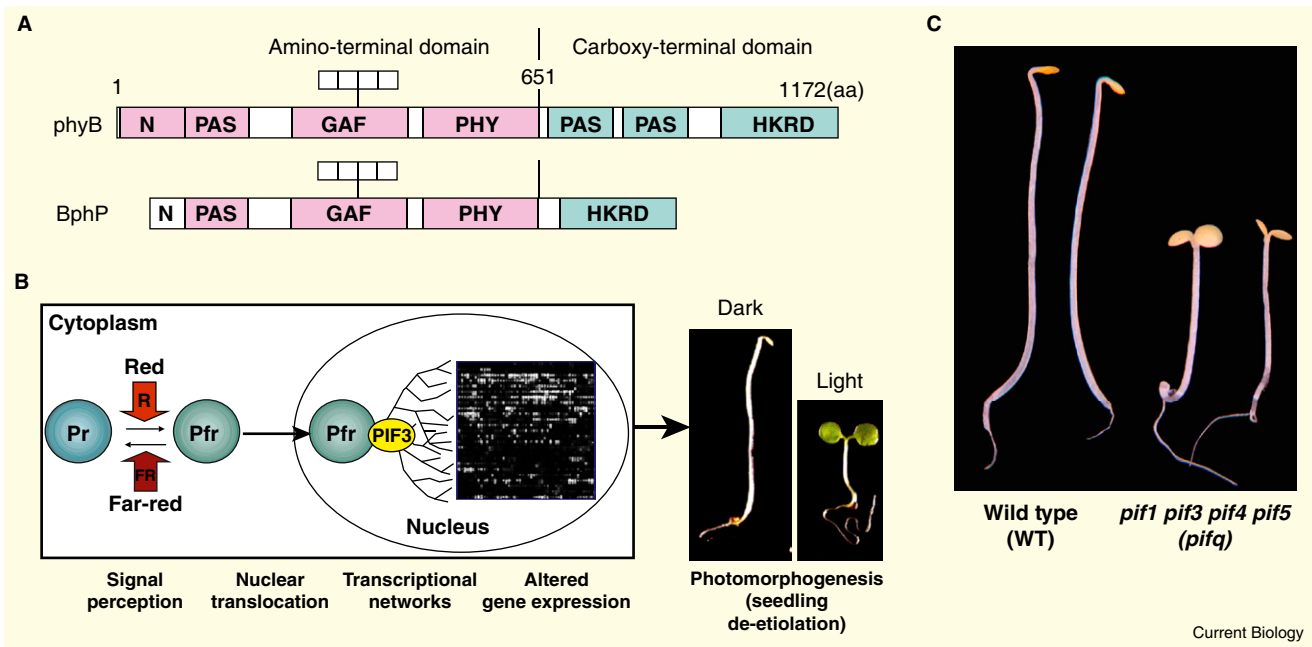 A
Amino-terminal domain
Carboxy-terminal domain
1
651
1172(aa)
phyB
N PAS GAF PHY PAS PAS HKRD
BphP
N PAS GAF PHY HKRD
B
Cytoplasm
Red
R
Pr
Pfr
Pfr
PIF3
FR
Far-red
Nucleus
Signal
perception
Nuclear
translocation
Transcriptional
networks
Altered
gene expression
Dark
Light
Photomorphogenesis
(seedling
de-etiolation)
C
Wild type
(WT)
pif1 pif3 pif4 pif5
(pifq)
Current Biology